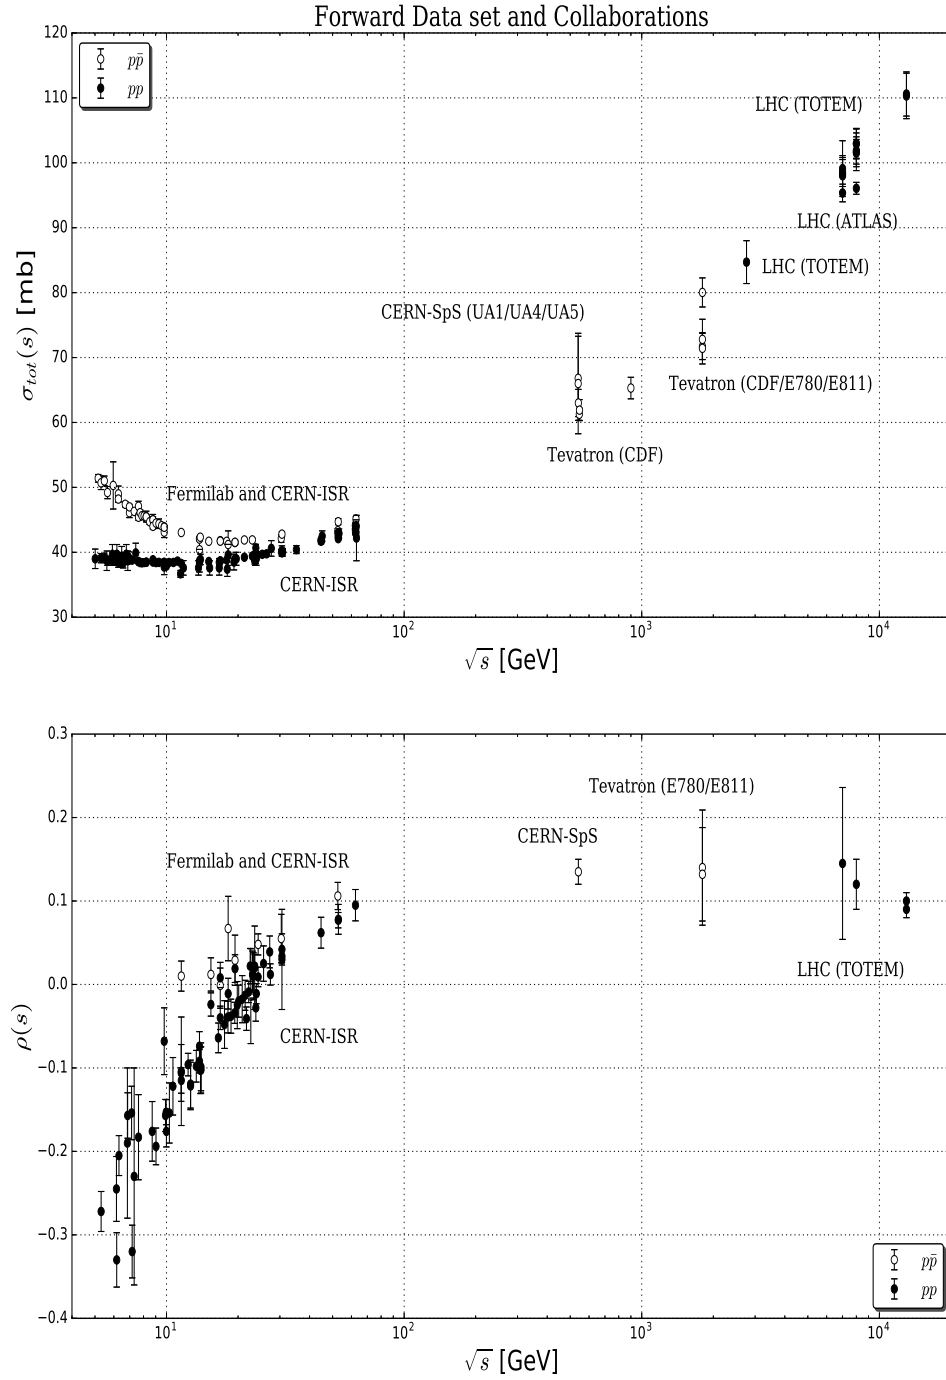 Forward Data set and Collaborations
120
110
100
90
80
70
60
50
40
30
σtot(s) [mb]
pp̄
pp
LHC (TOTEM)
LHC (ATLAS)
LHC (TOTEM)
CERN-SpS (UA1/UA4/UA5)
Tevatron (CDF/E780/E811)
Tevatron (CDF)
Fermilab and CERN-ISR
CERN-ISR
10¹ 10² 10³ 10⁴
√s [GeV]
0.3
0.2
0.1
0.0
−0.1
−0.2
−0.3
−0.4
ρ(s)
Tevatron (E780/E811)
CERN-SpS
Fermilab and CERN-ISR
LHC (TOTEM)
CERN-ISR
pp̄
pp
10¹ 10² 10³ 10⁴
√s [GeV]